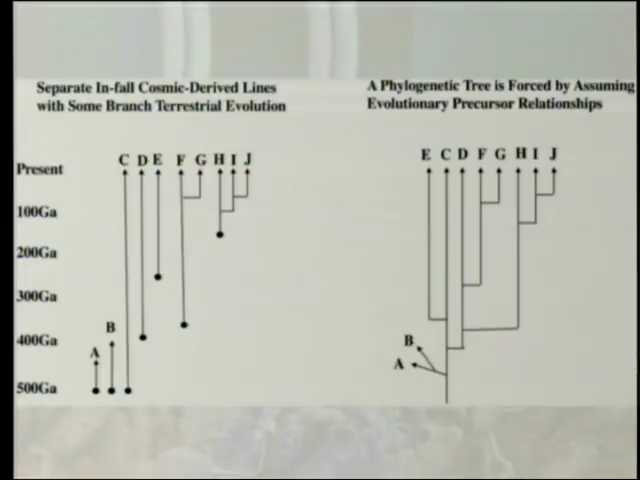 Separate In-fall Cosmic-Derived Lines
with Some Branch Terrestrial Evolution
A Phylogenetic Tree is Forced by Assuming
Evolutionary Precursor Relationships
C D E F G H I J
E C D F G H I J
Present
100Ga
200Ga
300Ga
400Ga
500Ga
B
A
B
A